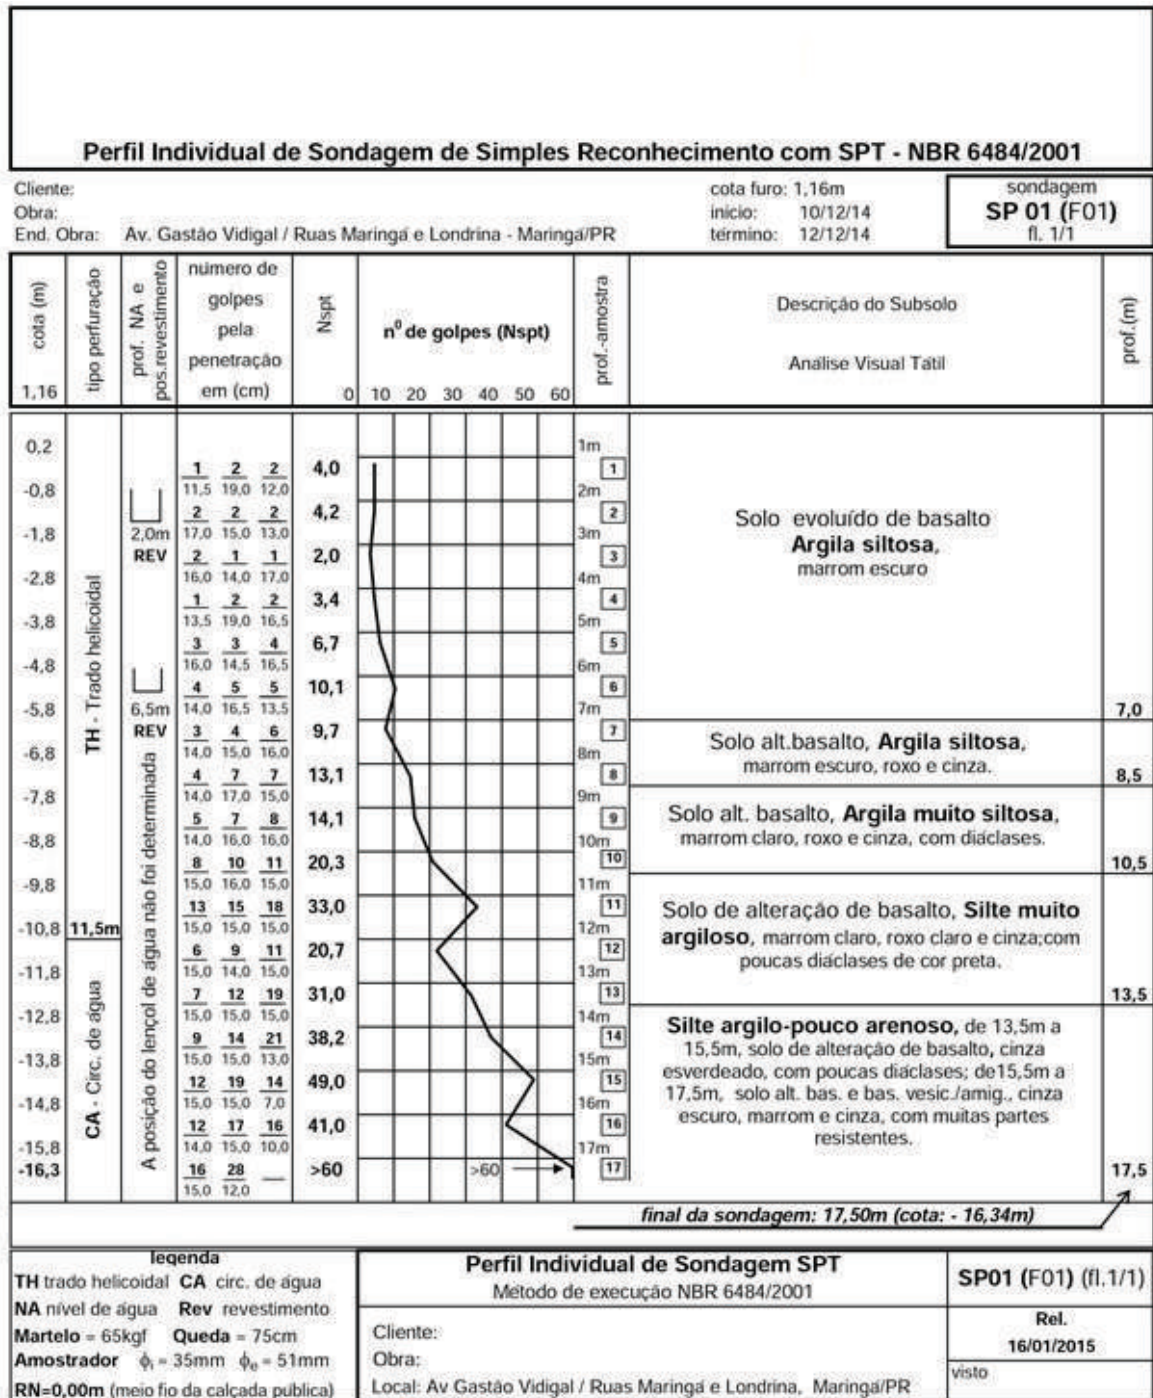 Perfil Individual de Sondagem de Simples Reconhecimento com SPT - NBR 6484/2001
Cliente:
Obra:
End. Obra: Av. Gastão Vidigal / Ruas Maringá e Londrina - Maringá/PR
cota furo: 1,16m
início: 10/12/14
término: 12/12/14
sondagem
SP 01 (F01)
fl. 1/1
cota (m)
1,16
tipo perfuração
prof. NA e
pos.revestimento
número de
golpes
pela
penetração
em (cm)
Nspt
nº de golpes (Nspt)
0 10 20 30 40 50 60
prof.-amostra
Descrição do Subsolo
Análise Visual Tátil
prof.(m)
0,2
-0,8
-1,8
-2,8
-3,8
-4,8
-5,8
-6,8
-7,8
-8,8
-9,8
-10,8
-11,8
-12,8
-13,8
-14,8
-15,8
-16,3
TH - Trado helicoidal
11,5m
CA - Circ. de água
2,0m
REV
6,5m
REV
A posição do lençol de água não foi determinada
1 2 2 4,0
11,5 19,0 12,0
2 2 2 4,2
17,0 15,0 13,0
2 1 1 2,0
16,0 14,0 17,0
1 2 2 3,4
13,5 19,0 16,5
3 3 4 6,7
16,0 14,5 16,5
4 5 5 10,1
14,0 16,5 13,5
3 4 6 9,7
14,0 15,0 16,0
4 7 7 13,1
14,0 17,0 15,0
5 7 8 14,1
14,0 16,0 16,0
8 10 11 20,3
15,0 16,0 15,0
13 15 18 33,0
15,0 15,0 15,0
6 9 11 20,7
15,0 14,0 15,0
7 12 19 31,0
15,0 15,0 15,0
9 14 21 38,2
15,0 15,0 13,0
12 19 14 49,0
15,0 15,0 7,0
12 17 16 41,0
14,0 15,0 10,0
16 28 — >60
15,0 12,0
>60
1m
1
2m
2
3m
3
4m
4
5m
5
6m
6
7m
7
8m
8
9m
9
10m
10
11m
11
12m
12
13m
13
14m
14
15m
15
16m
16
17m
17
Solo evoluído de basalto
Argila siltosa,
marrom escuro
7,0
Solo alt.basalto, Argila siltosa,
marrom escuro, roxo e cinza.
8,5
Solo alt. basalto, Argila muito siltosa,
marrom claro, roxo e cinza, com diáclases.
10,5
Solo de alteração de basalto, Silte muito
argiloso, marrom claro, roxo claro e cinza;com
poucas diáclases de cor preta.
13,5
Silte argilo-pouco arenoso, de 13,5m a
15,5m, solo de alteração de basalto, cinza
esverdeado, com poucas diáclases; de15,5m a
17,5m, solo alt. bas. e bas. vesic./amig., cinza
escuro, marrom e cinza, com muitas partes
resistentes.
17,5
final da sondagem: 17,50m (cota: - 16,34m)
legenda
TH trado helicoidal CA circ. de água
NA nível de água Rev revestimento
Martelo = 65kgf Queda = 75cm
Amostrador ϕi = 35mm ϕe = 51mm
RN=0,00m (meio fio da calçada pública)
Perfil Individual de Sondagem SPT
Método de execução NBR 6484/2001
Cliente:
Obra:
Local: Av Gastão Vidigal / Ruas Maringá e Londrina, Maringá/PR
SP01 (F01) (fl.1/1)
Rel.
16/01/2015
visto